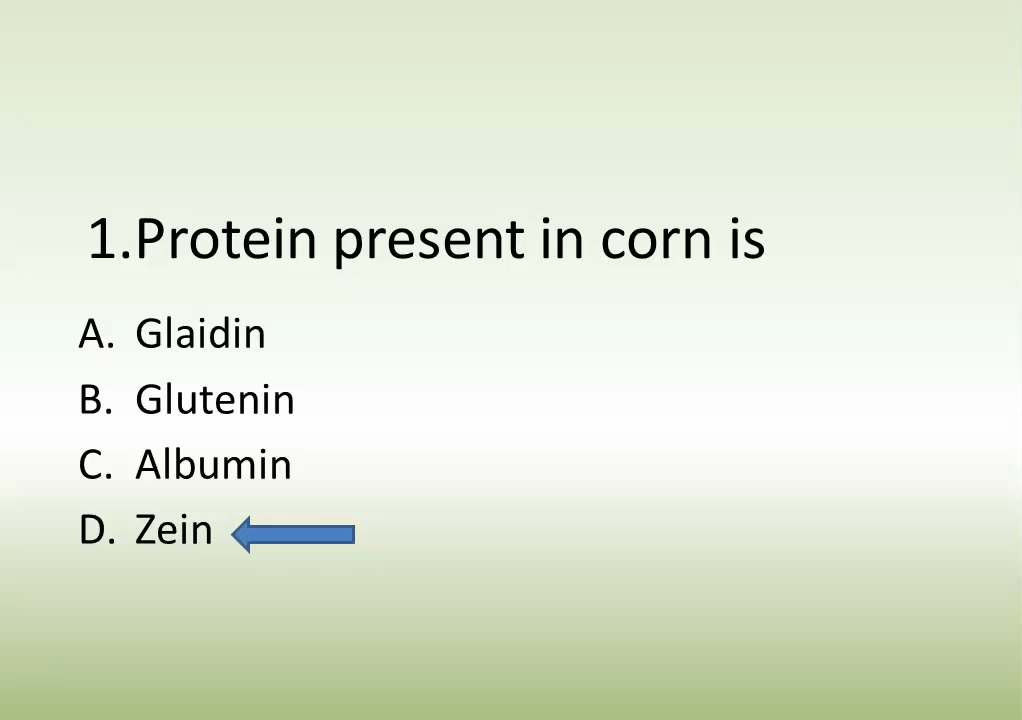 1.Protein present in corn is
A. Glaidin
B. Glutenin
C. Albumin
D. Zein